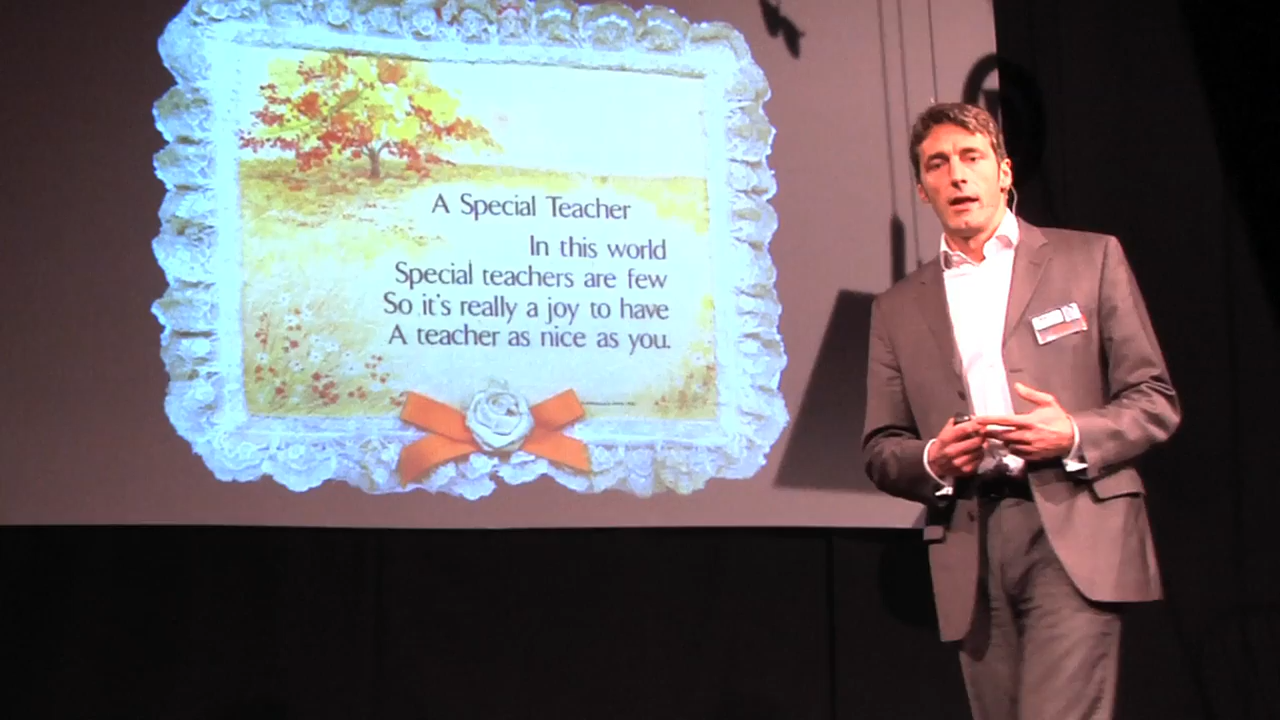 A Special Teacher
In this world
Special teachers are few
So it's really a joy to have
A teacher as nice as you.